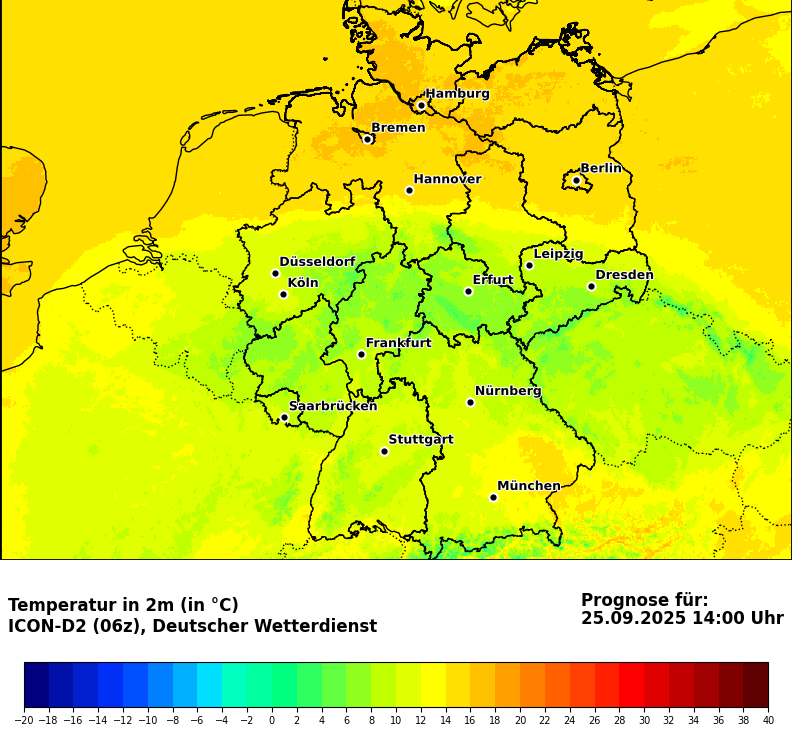 Hamburg
Bremen
Berlin
Hannover
Leipzig
Düsseldorf
Dresden
Erfurt
Köln
Frankfurt
Nürnberg
Saarbrücken
Stuttgart
München
Temperatur in 2m (in °C)
ICON-D2 (06z), Deutscher Wetterdienst
Prognose für:
25.09.2025 14:00 Uhr
−20 −18 −16 −14 −12 −10 −8 −6 −4 −2 0 2 4 6 8 10 12 14 16 18 20 22 24 26 28 30 32 34 36 38 40